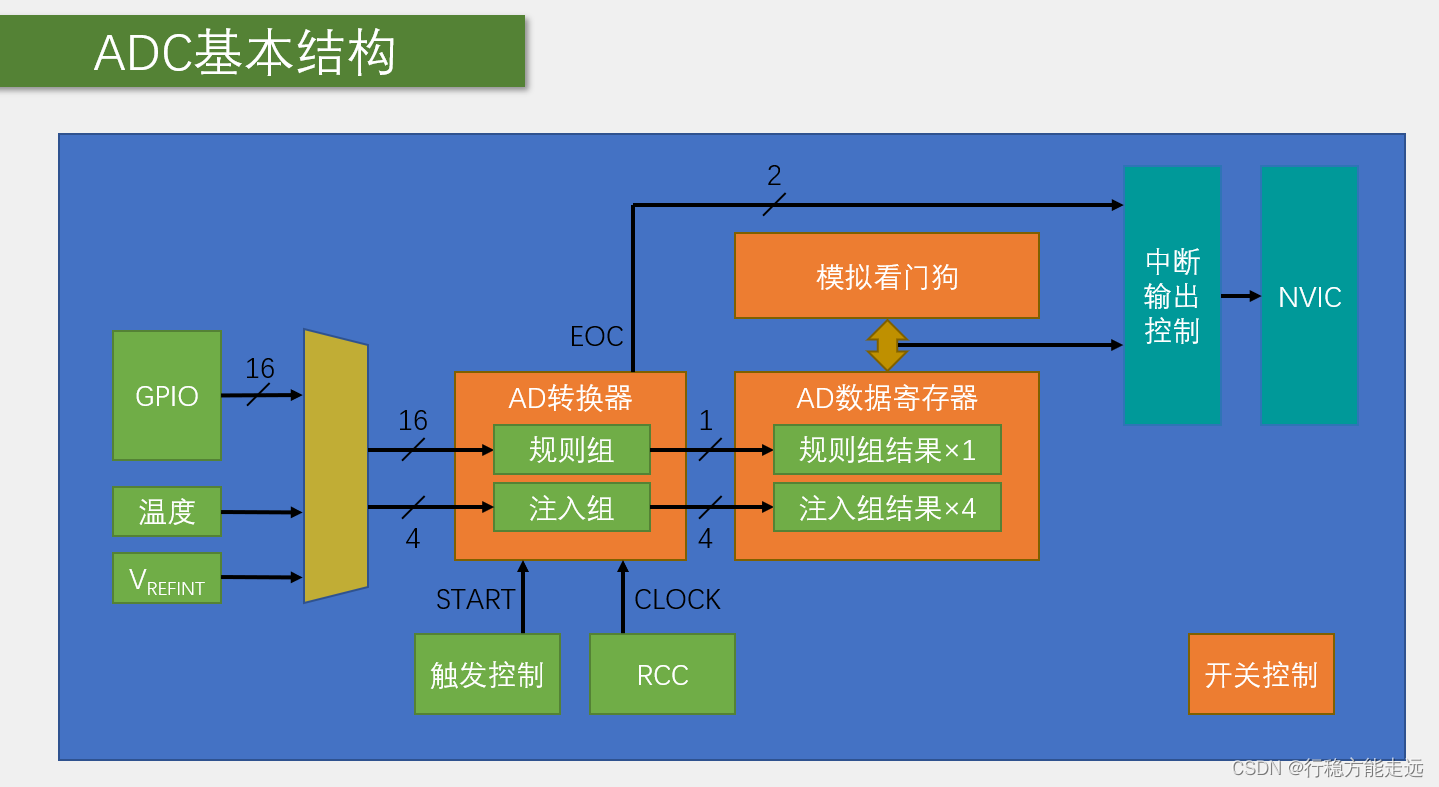 ADC基本结构
2
模拟看门狗
中断
输出
控制
NVIC
EOC
GPIO
16
16
AD转换器
1
AD数据寄存器
规则组
规则组结果×1
温度
注入组
注入组结果×4
4
4
VREFINT
START
CLOCK
触发控制
RCC
开关控制
CSDN @行稳方能走远